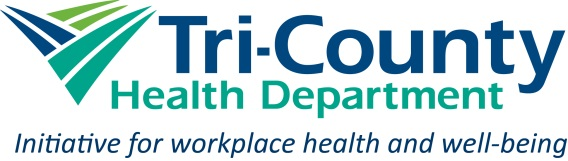 Tri-County
Health Department
Initiative for workplace health and well-being